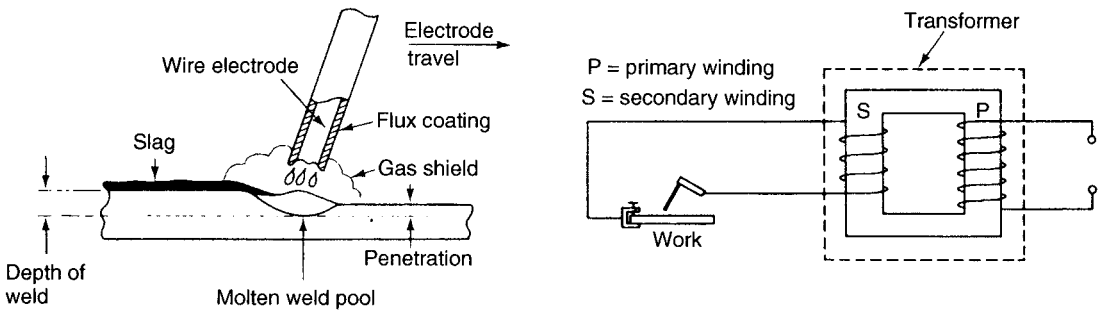 Electrode
travel
Wire electrode
Flux coating
Slag
Gas shield
Penetration
Depth of
weld
Molten weld pool
Transformer
P = primary winding
S = secondary winding
S
P
Work